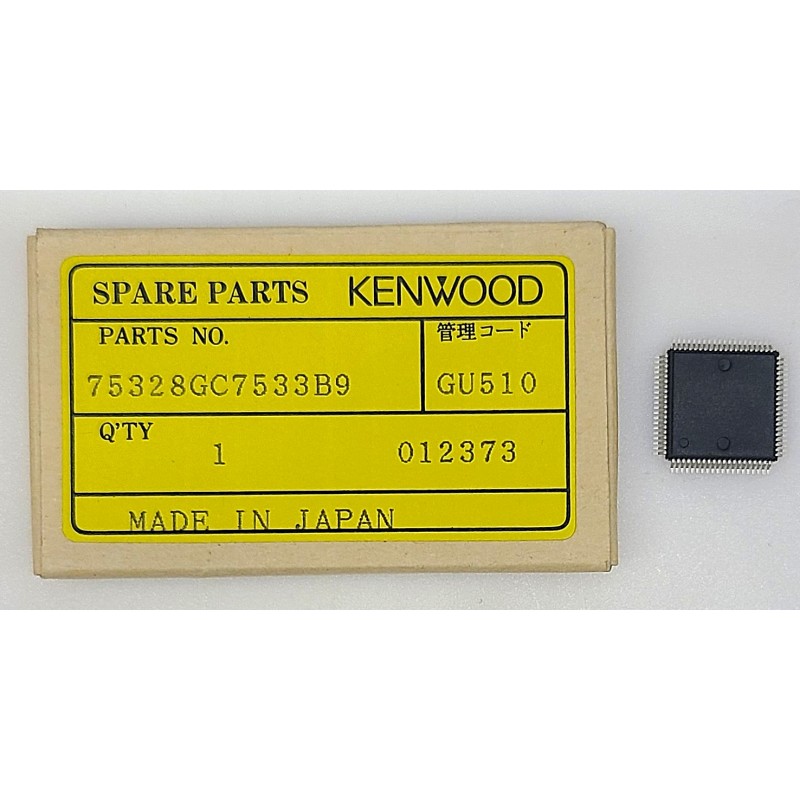 SPARE PARTS KENWOOD
PARTS NO. 管理コード
75328GC7533B9 GU510
Q'TY
1 012373
MADE IN JAPAN